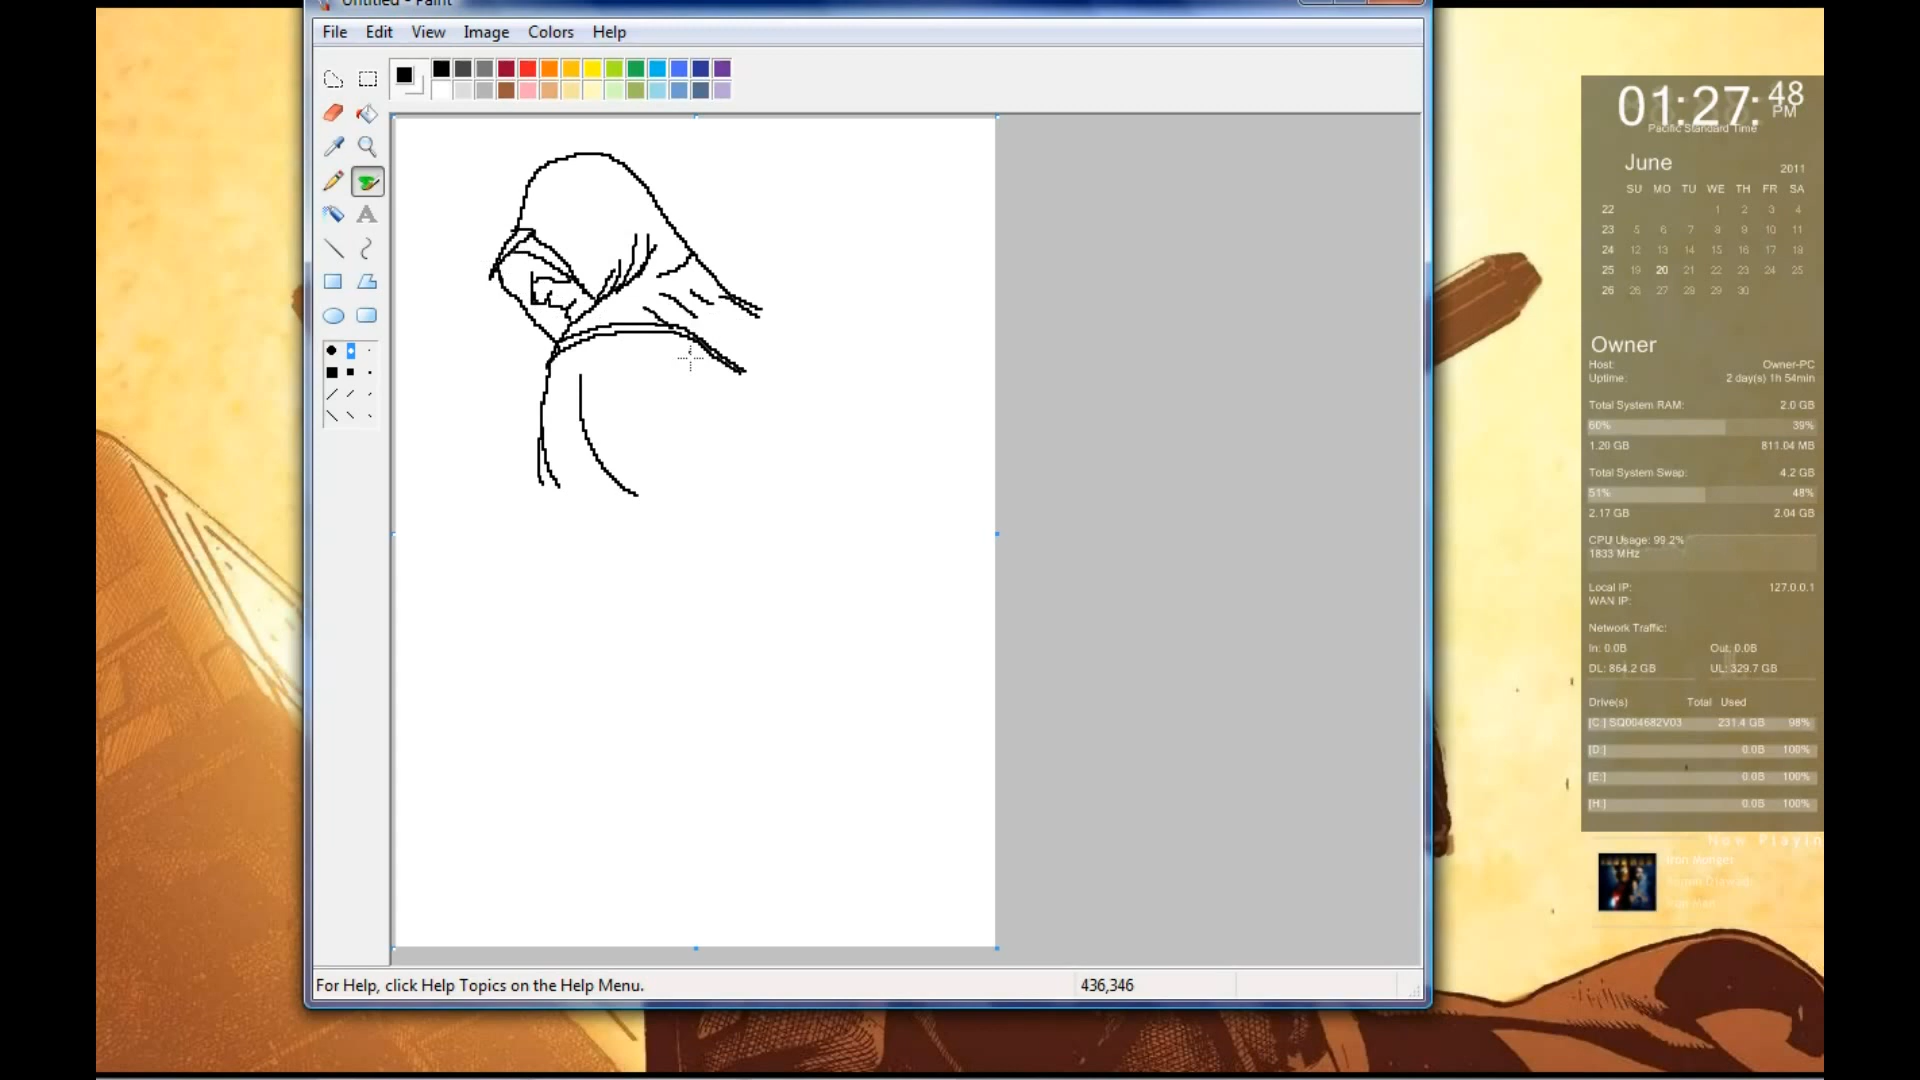 Untitled - Paint
File Edit View Image Colors Help
01:27: 48 PM
Pacific Standard Time
June 2011
SU MO TU WE TH FR SA
22 1 2 3 4
23 5 6 7 8 9 10 11
24 12 13 14 15 16 17 18
25 19 20 21 22 23 24 25
26 26 27 28 29 30
Owner
Host: Owner-PC
Uptime: 2 day(s) 1h 54min
Total System RAM: 2.0 GB
60% 39%
1.20 GB 811.04 MB
Total System Swap: 4.2 GB
51% 48%
2.17 GB 2.04 GB
CPU Usage: 99.2%
1833 MHz
Local IP: 127.0.0.1
WAN IP:
Network Traffic:
In: 0.0B Out: 0.0B
DL: 864.2 GB UL: 329.7 GB
Drive(s) Total Used
[C:] SQ004682V03 231.4 GB 98%
[D:] 0.0B 100%
[E:] 0.0B 100%
[H:] 0.0B 100%
Now Playin
Iron Monger
Iron Man
For Help, click Help Topics on the Help Menu. 436,346